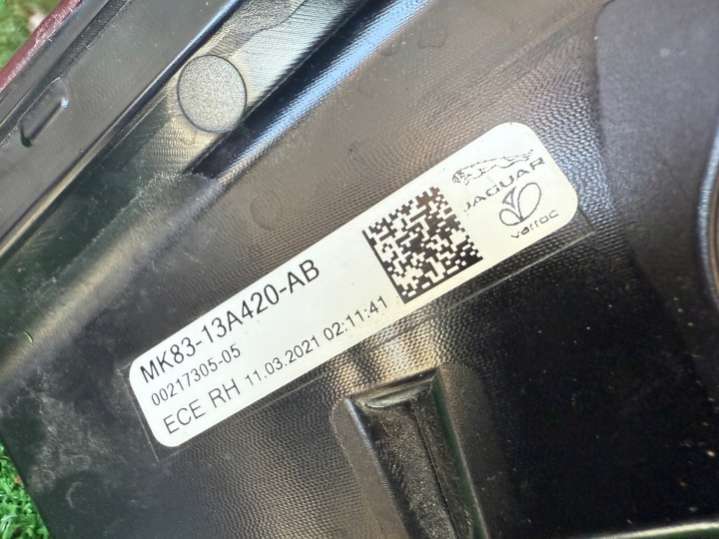 JAGUAR
varroc
MK83-13A420-AB
00217305-05
ECE RH 11.03.2021 02:11:41